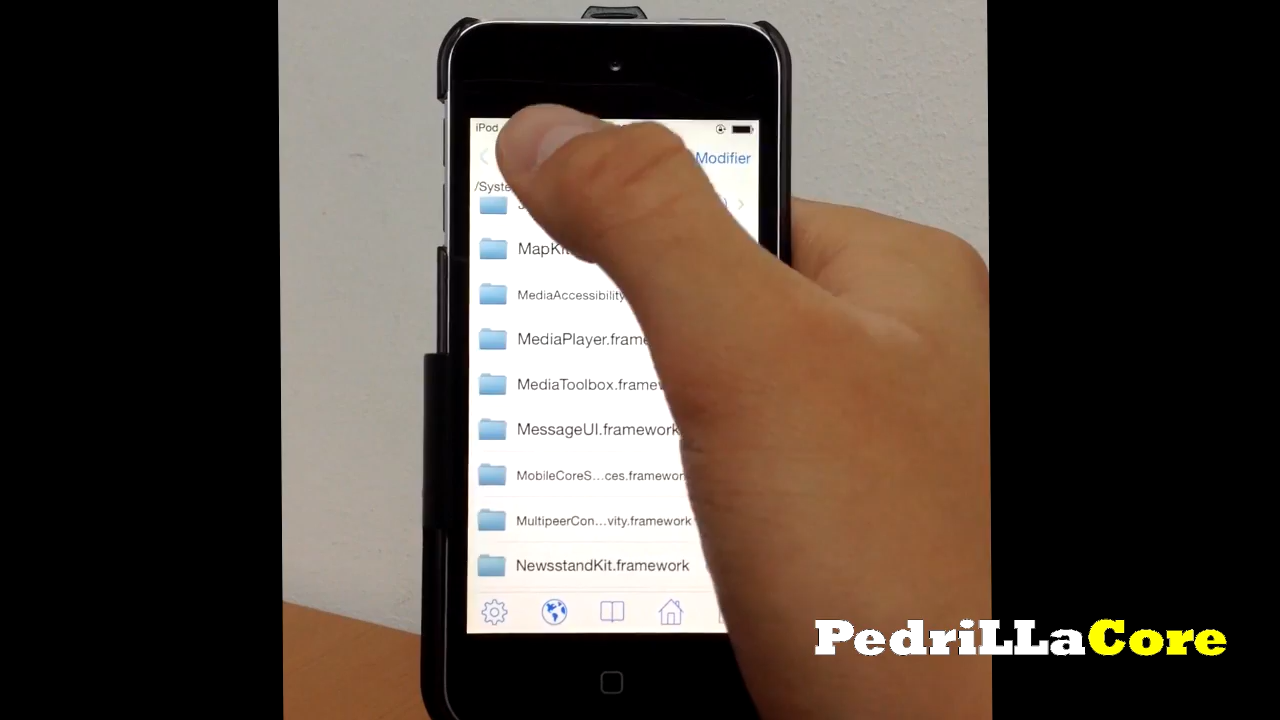 iPod
Modifier
/Syste
MapKit
MediaAccessibility
MediaPlayer.frame
MediaToolbox.framew
MessageUI.framework
MobileCoreS...ces.framework
MultipeerCon...vity.framework
NewsstandKit.framework
PedriLLaCore